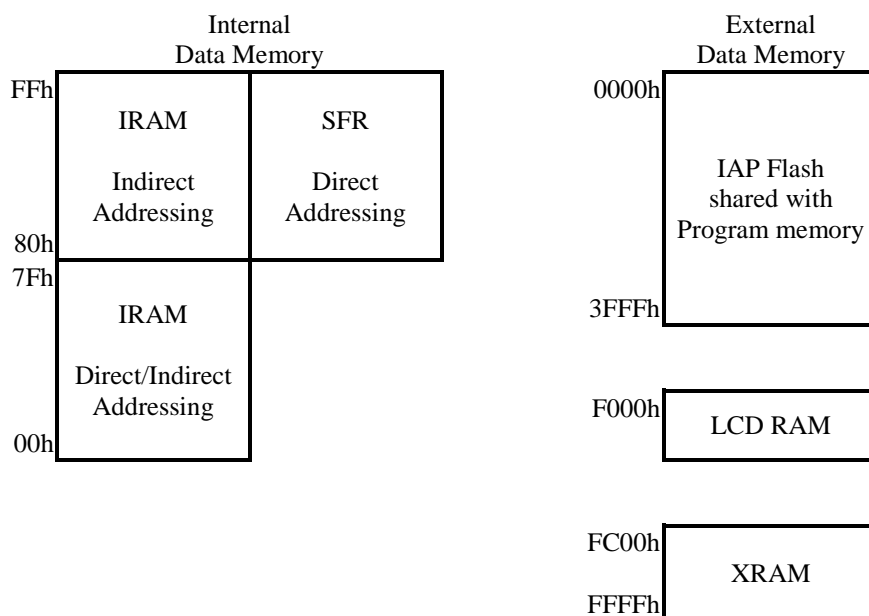 Internal
Data Memory
FFh
IRAM
Indirect
Addressing
80h
SFR
Direct
Addressing
7Fh
IRAM
Direct/Indirect
Addressing
00h
External
Data Memory
0000h
IAP Flash
shared with
Program memory
3FFFh
F000h
LCD RAM
FC00h
XRAM
FFFFh